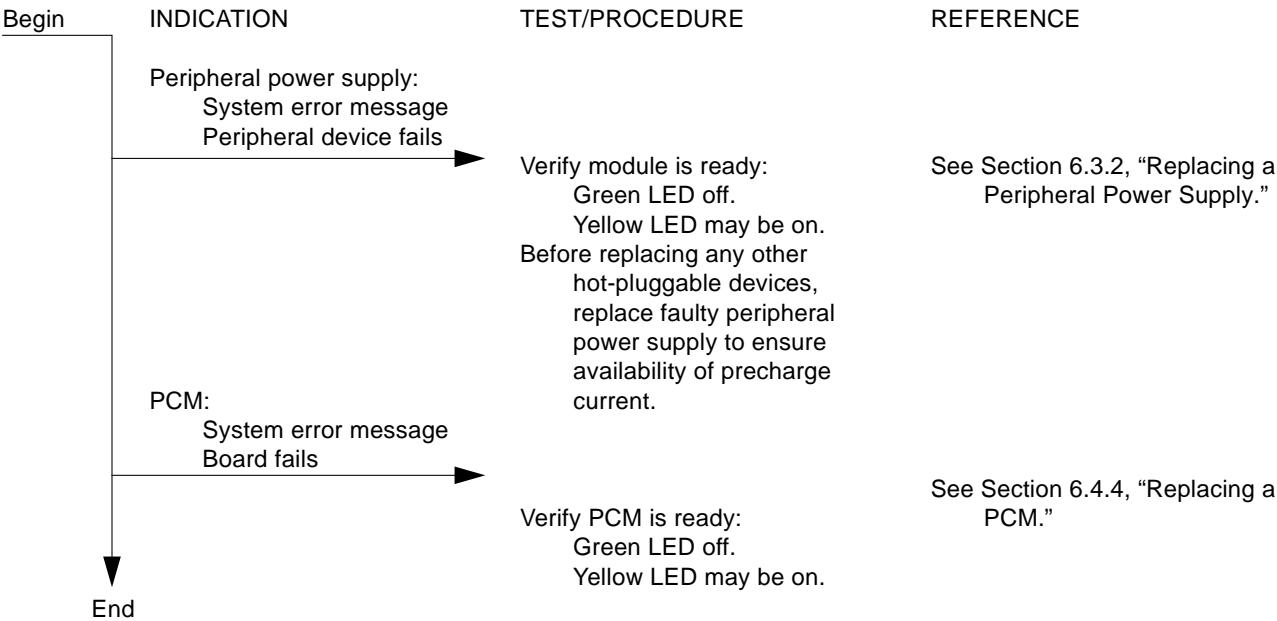 Begin
INDICATION
TEST/PROCEDURE
REFERENCE
Peripheral power supply:
System error message
Peripheral device fails
Verify module is ready:
Green LED off.
Yellow LED may be on.
Before replacing any other
hot-pluggable devices,
replace faulty peripheral
power supply to ensure
availability of precharge
current.
See Section 6.3.2, “Replacing a
Peripheral Power Supply.”
PCM:
System error message
Board fails
Verify PCM is ready:
Green LED off.
Yellow LED may be on.
See Section 6.4.4, “Replacing a
PCM.”
End